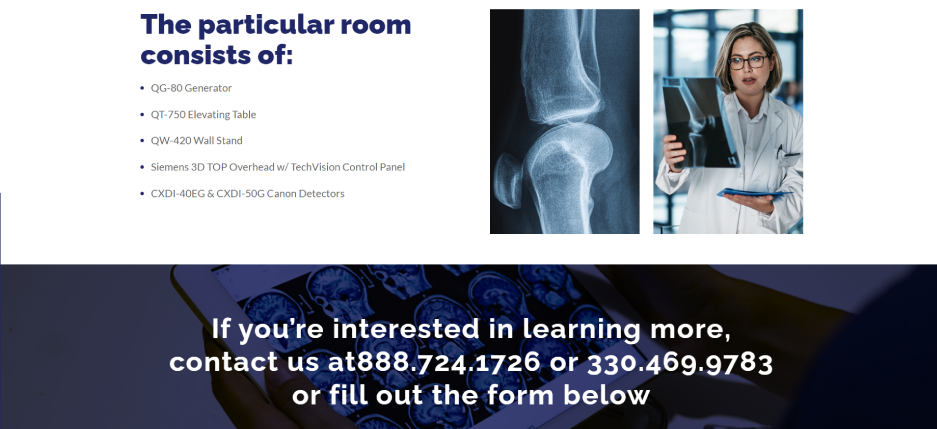 The particular room
consists of:
QG-80 Generator
QT-750 Elevating Table
QW-420 Wall Stand
Siemens 3D TOP Overhead w/ TechVision Control Panel
CXDI-40EG & CXDI-50G Canon Detectors
If you’re interested in learning more,
contact us at888.724.1726 or 330.469.9783
or fill out the form below